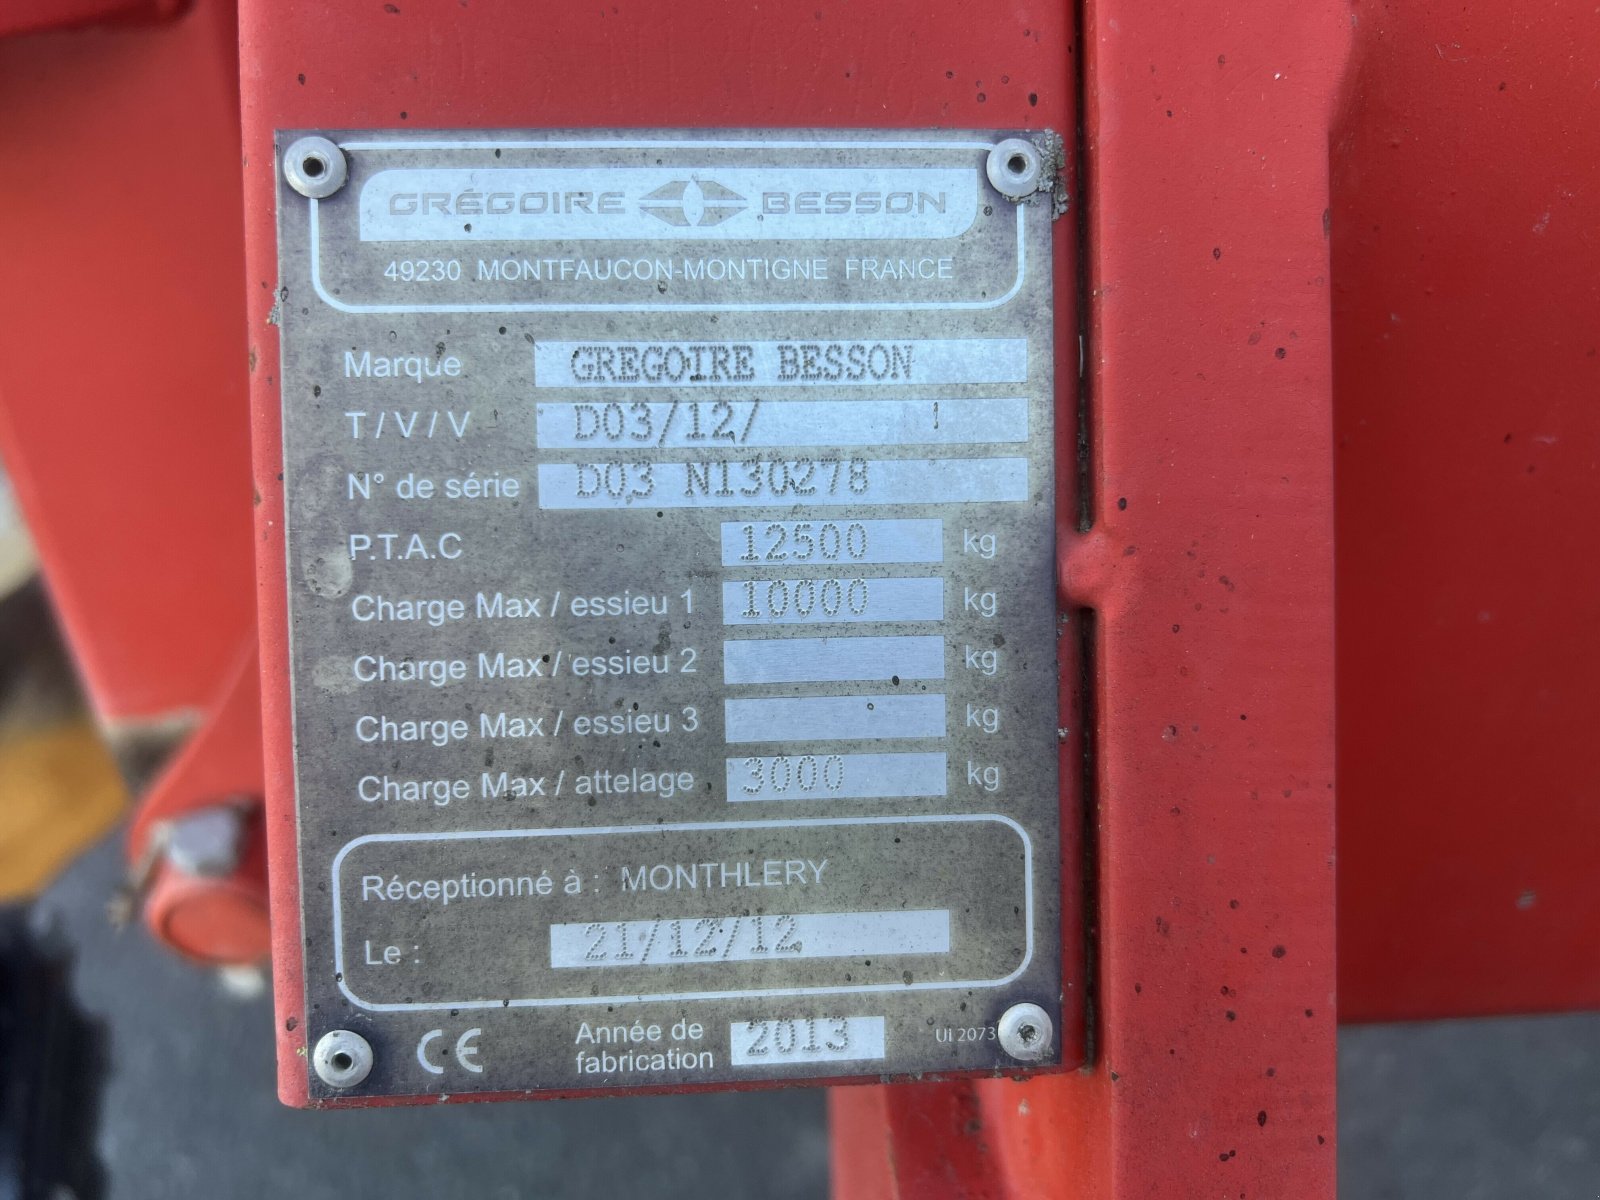 GRÉGOIRE BESSON
49230 MONTFAUCON-MONTIGNE FRANCE
Marque GREGOIRE BESSON
T / V / V D03/12/ 1
N° de série D03 N130278
P.T.A.C 12500 kg
Charge Max / essieu 1 10000 kg
Charge Max / essieu 2 kg
Charge Max / essieu 3 kg
Charge Max / attelage 3000 kg
Réceptionné à : MONTHLERY
Le : 21/12/12
CE Année de fabrication 2013 UI 2073